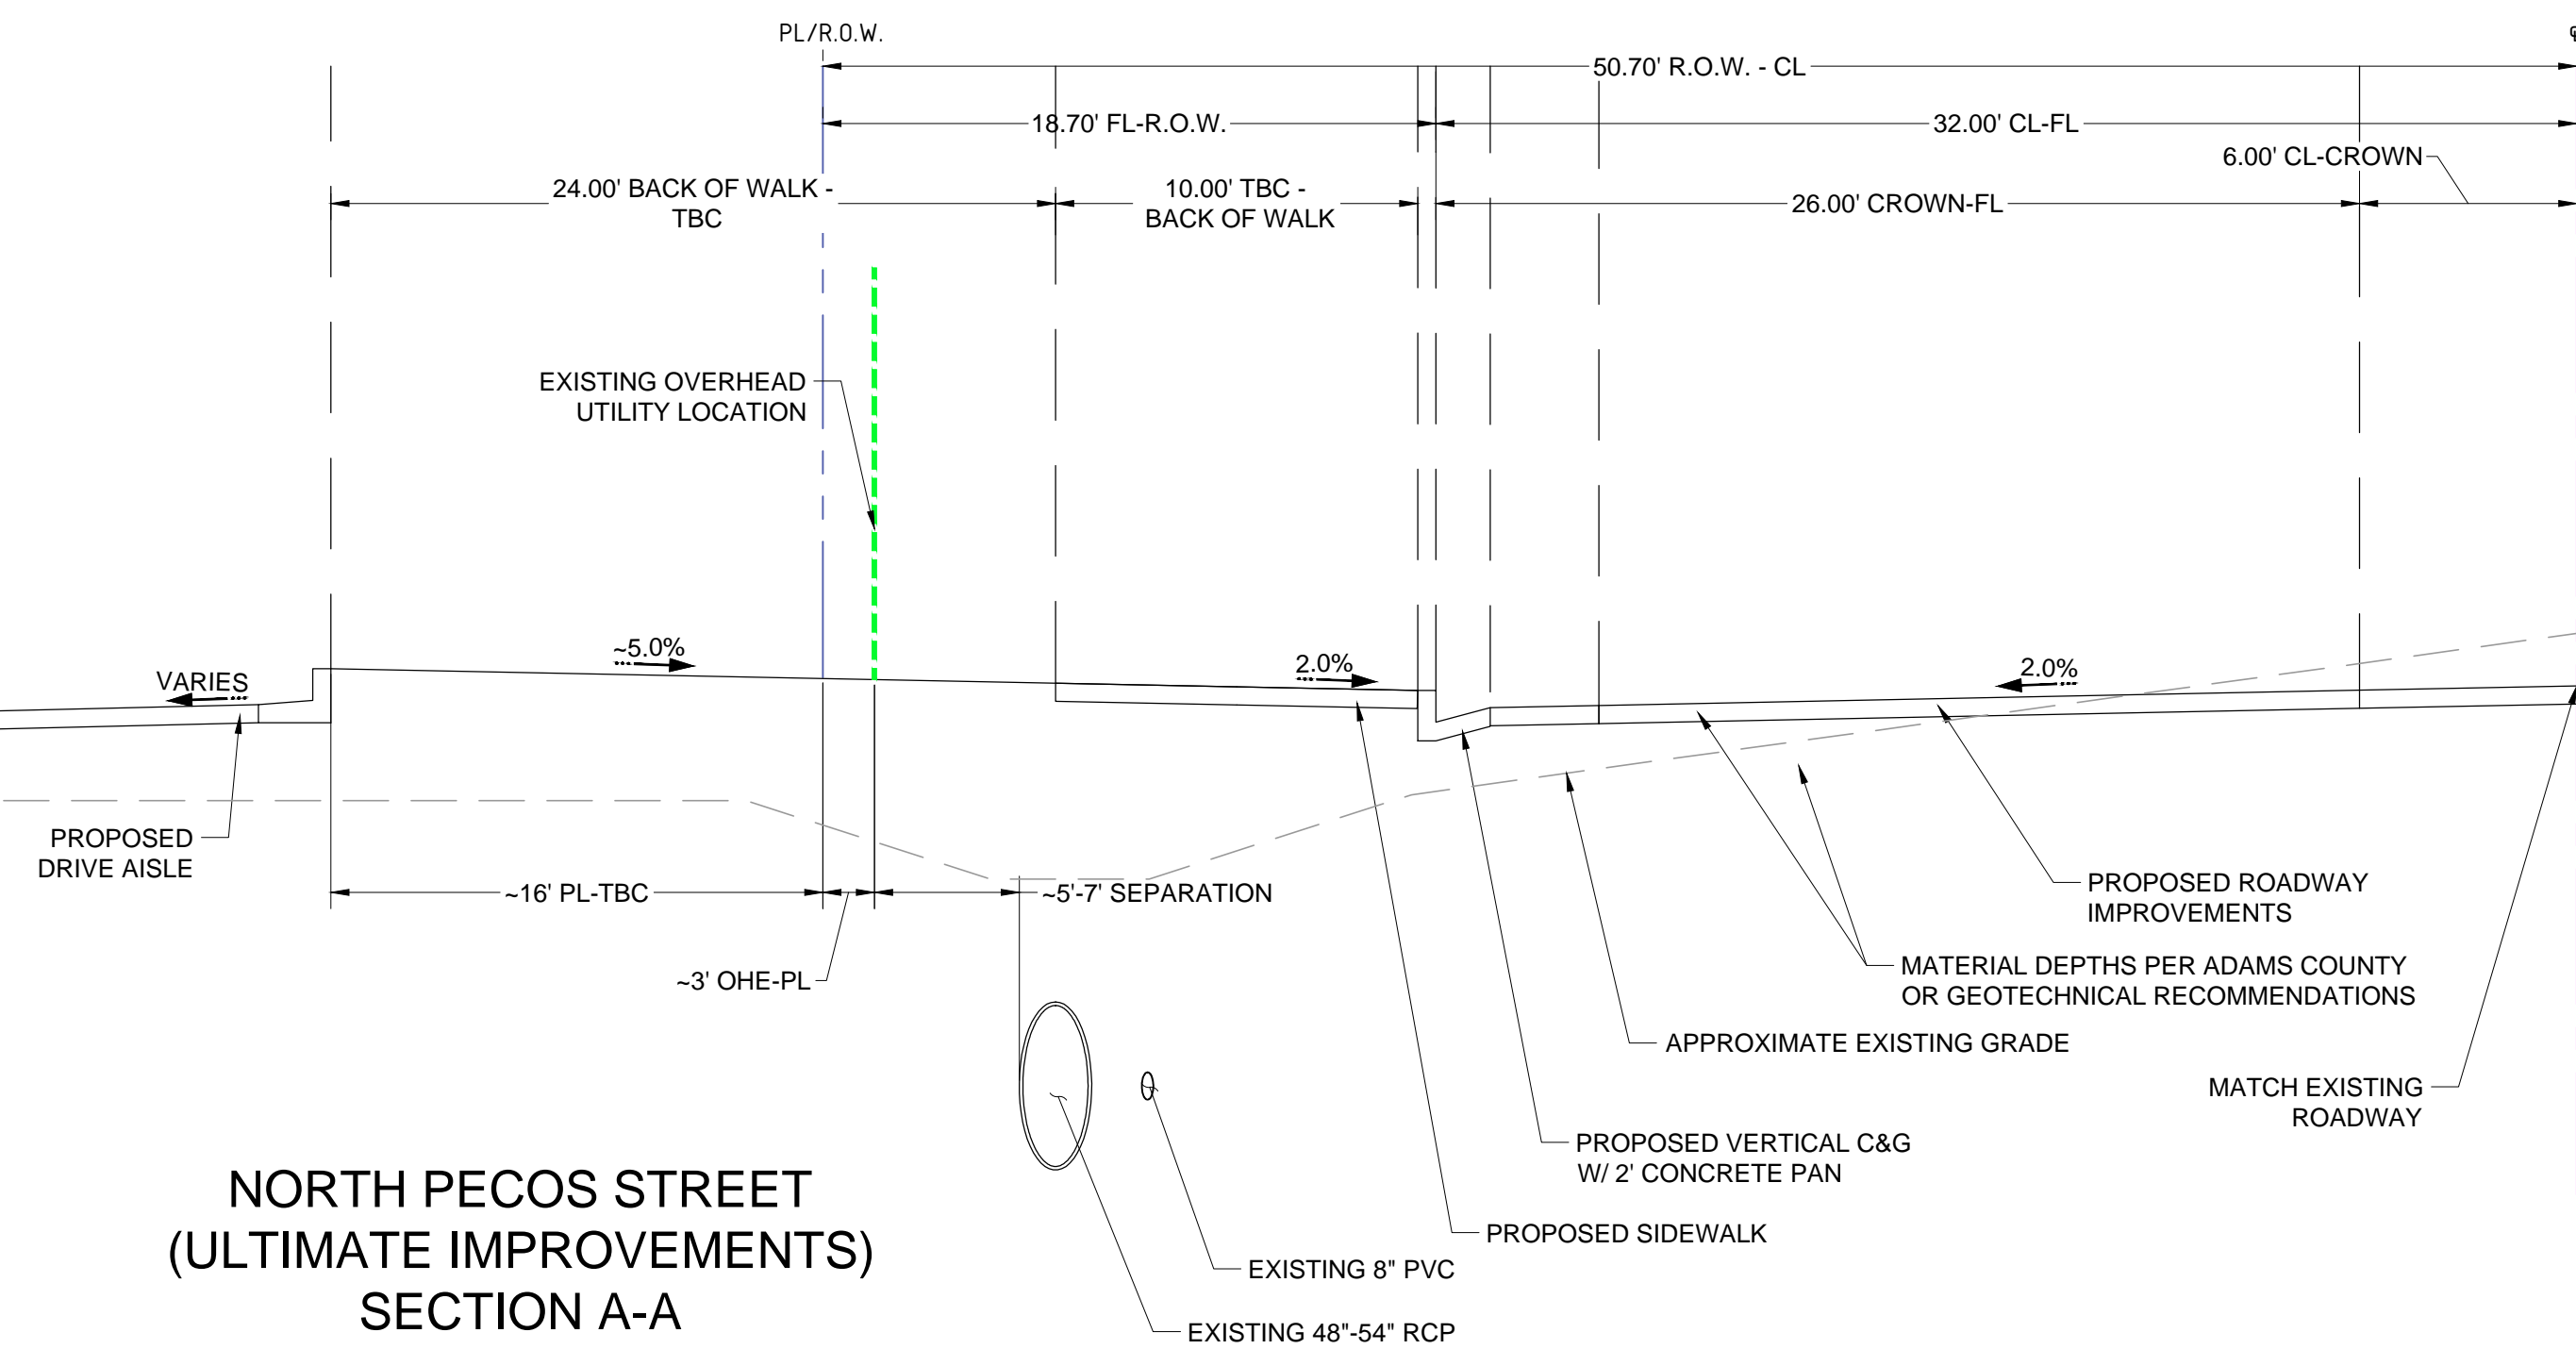 PL/R.O.W.
50.70' R.O.W. - CL
18.70' FL-R.O.W.
32.00' CL-FL
6.00' CL-CROWN
24.00' BACK OF WALK -
TBC
10.00' TBC -
BACK OF WALK
26.00' CROWN-FL
EXISTING OVERHEAD
UTILITY LOCATION
~5.0%
VARIES
2.0%
2.0%
PROPOSED
DRIVE AISLE
~16' PL-TBC
~5'-7' SEPARATION
~3' OHE-PL
PROPOSED ROADWAY
IMPROVEMENTS
MATERIAL DEPTHS PER ADAMS COUNTY
OR GEOTECHNICAL RECOMMENDATIONS
APPROXIMATE EXISTING GRADE
MATCH EXISTING
ROADWAY
PROPOSED VERTICAL C&G
W/ 2' CONCRETE PAN
PROPOSED SIDEWALK
EXISTING 8" PVC
EXISTING 48"-54" RCP
NORTH PECOS STREET
(ULTIMATE IMPROVEMENTS)
SECTION A-A